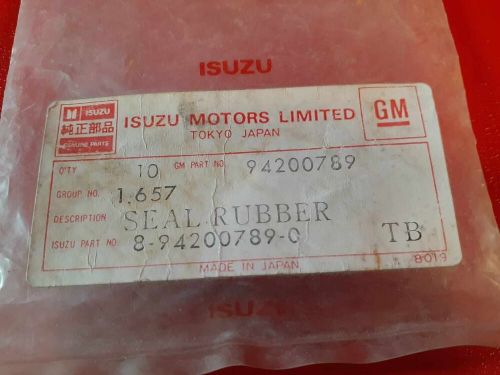 ISUZU
ISUZU
純正部品
GENUINE PARTS
ISUZU MOTORS LIMITED
TOKYO JAPAN
GM
Q'TY 10 GM PART NO. 94200789
GROUP NO. 1.657
DESCRIPTION SEAL RUBBER
ISUZU PART NO. 8-94200789-0 TB
MADE IN JAPAN
8019
ISUZU